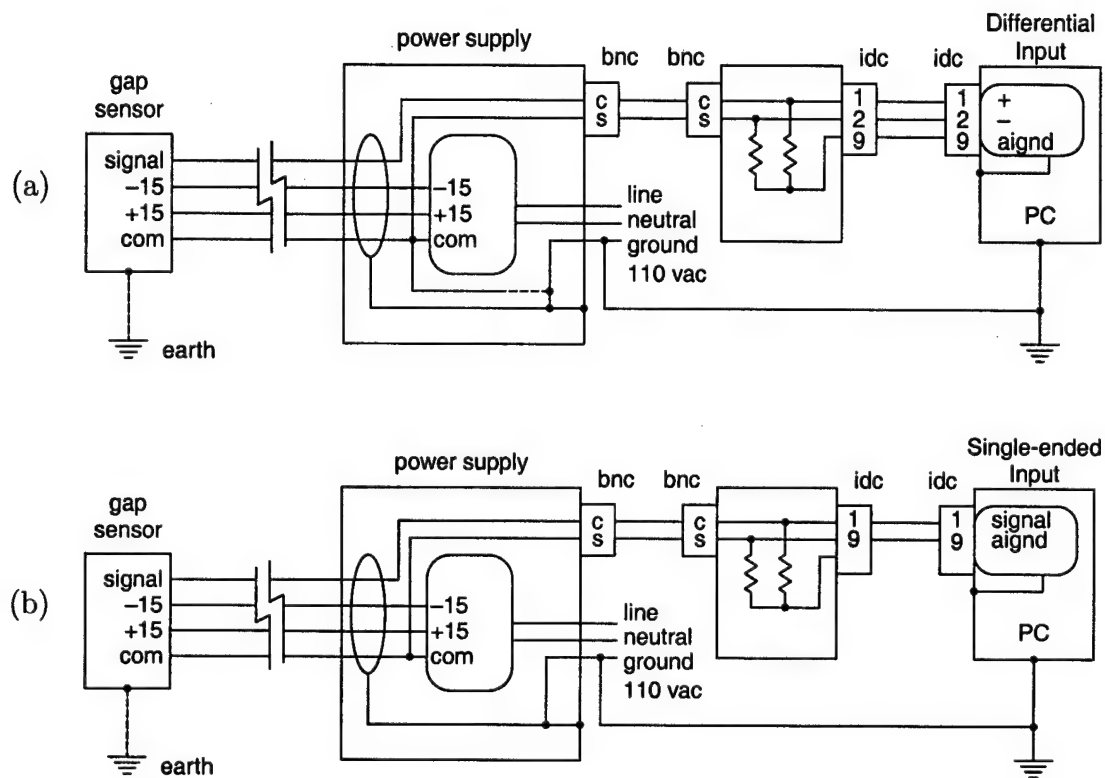 (a)
gap
sensor
signal
–15
+15
com
earth
power supply
–15
+15
com
line
neutral
ground
110 vac
bnc
c
s
bnc
c
s
idc
1
2
9
idc
1
2
9
Differential
Input
+
–
aignd
PC
(b)
gap
sensor
signal
–15
+15
com
earth
power supply
–15
+15
com
line
neutral
ground
110 vac
bnc
c
s
bnc
c
s
idc
1
9
idc
1
9
Single-ended
Input
signal
aignd
PC